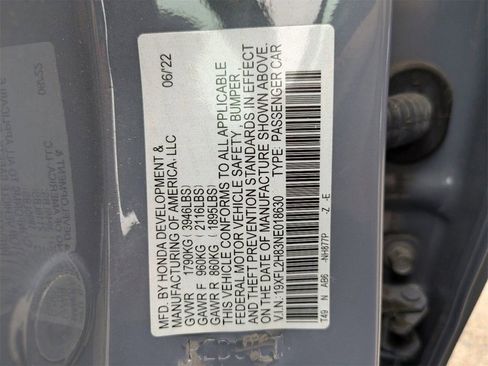 MFD. BY HONDA DEVELOPMENT & 06/22
MANUFACTURING OF AMERICA, LLC
GVWR 1790KG(3946LBS)
GAWR F 960KG(2116LBS)
GAWR R 860KG(1895LBS)
THIS VEHICLE CONFORMS TO ALL APPLICABLE
FEDERAL MOTOR VEHICLE SAFETY, BUMPER,
AND THEFT PREVENTION STANDARDS IN EFFECT
ON THE DATE OF MANUFACTURE SHOWN ABOVE.
V.I.N: 19XFL2H83NE018630 TYPE: PASSENGER CAR
T49 N AB6 -NH877P -Z -E